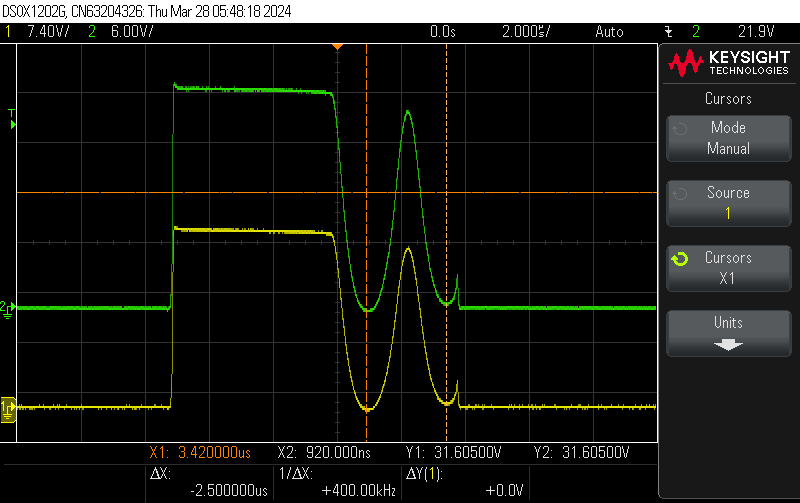 DSOX1202G, CN63204326: Thu Mar 28 05:48:18 2024
1 7.40V/ 2 6.00V/ 0.0s 2.000s/ Auto 2 21.9V
KEYSIGHT
TECHNOLOGIES
Cursors
Mode
Manual
Source
1
Cursors
X1
Units
T
2
1
X1: 3.420000us X2: 920.000ns Y1: 31.60500V Y2: 31.60500V
ΔX: 1/ΔX: ΔY(1):
-2.500000us +400.00kHz +0.0V